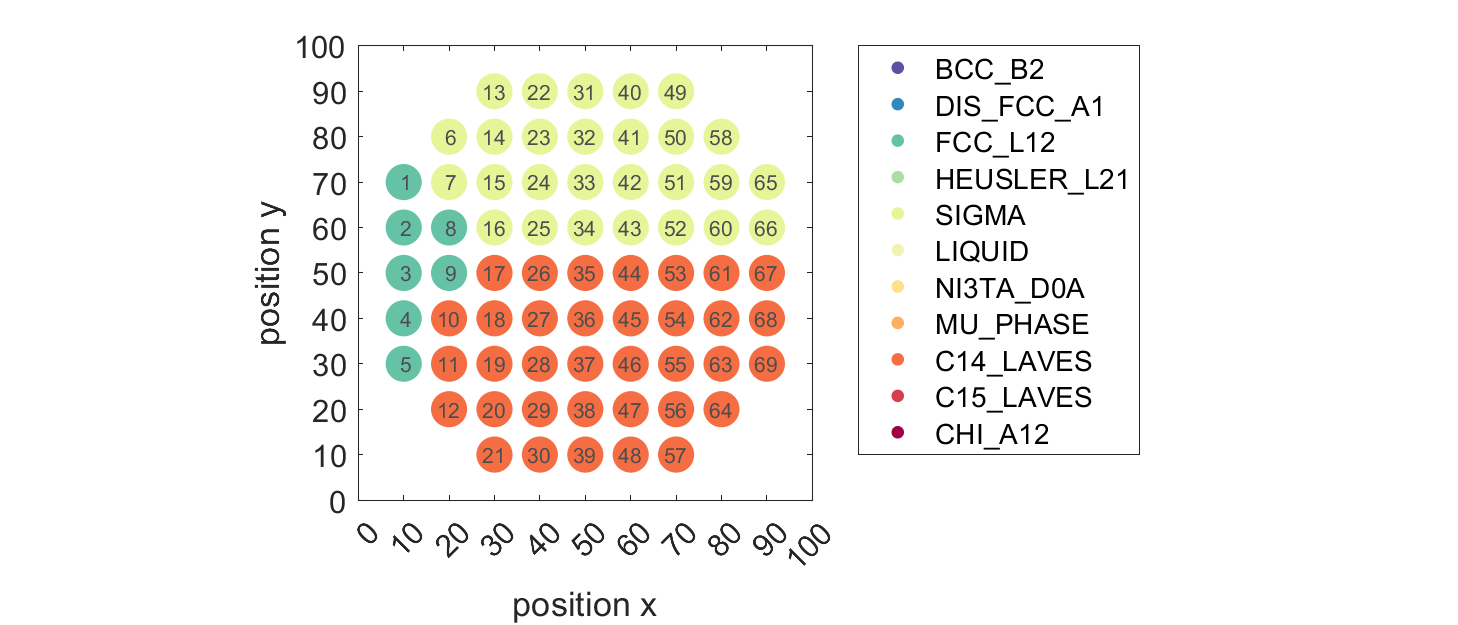 100
90 13 22 31 40 49
80 6 14 23 32 41 50 58
70 1 7 15 24 33 42 51 59 65
60 2 8 16 25 34 43 52 60 66
50 3 9 17 26 35 44 53 61 67
40 4 10 18 27 36 45 54 62 68
30 5 11 19 28 37 46 55 63 69
20 12 20 29 38 47 56 64
10 21 30 39 48 57
0
0 10 20 30 40 50 60 70 80 90 100
position x
position y
BCC_B2
DIS_FCC_A1
FCC_L12
HEUSLER_L21
SIGMA
LIQUID
NI3TA_D0A
MU_PHASE
C14_LAVES
C15_LAVES
CHI_A12